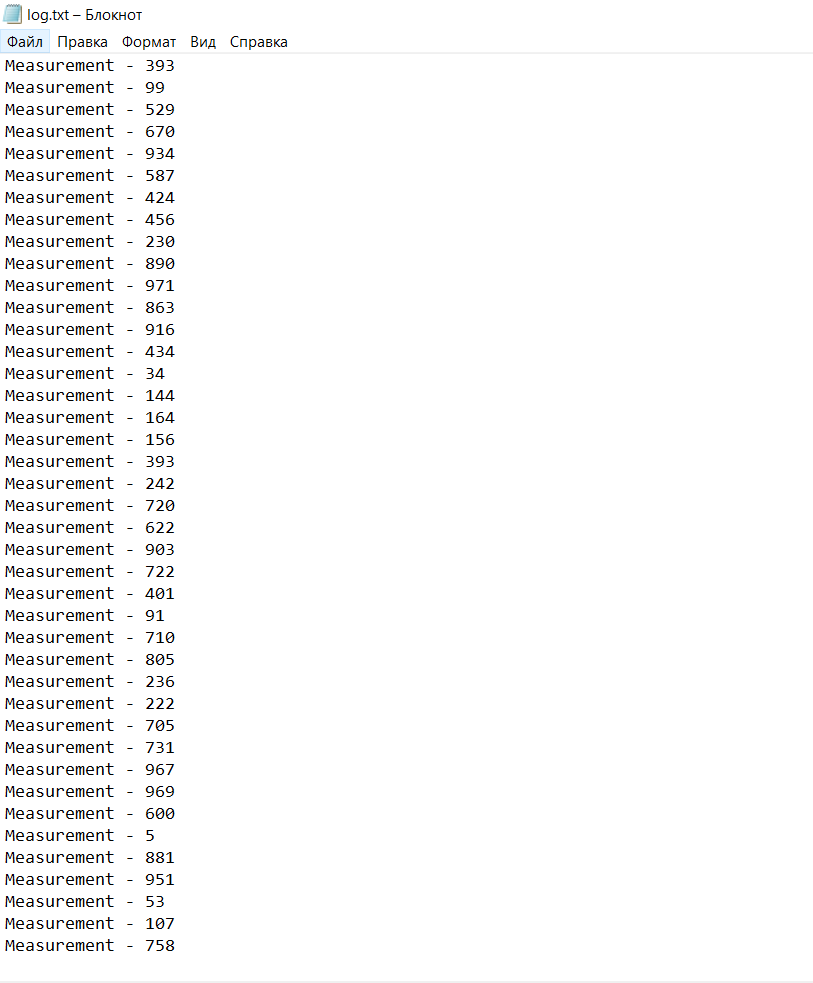 log.txt – Блокнот
Файл Правка Формат Вид Справка
Measurement - 393
Measurement - 99
Measurement - 529
Measurement - 670
Measurement - 934
Measurement - 587
Measurement - 424
Measurement - 456
Measurement - 230
Measurement - 890
Measurement - 971
Measurement - 863
Measurement - 916
Measurement - 434
Measurement - 34
Measurement - 144
Measurement - 164
Measurement - 156
Measurement - 393
Measurement - 242
Measurement - 720
Measurement - 622
Measurement - 903
Measurement - 722
Measurement - 401
Measurement - 91
Measurement - 710
Measurement - 805
Measurement - 236
Measurement - 222
Measurement - 705
Measurement - 731
Measurement - 967
Measurement - 969
Measurement - 600
Measurement - 5
Measurement - 881
Measurement - 951
Measurement - 53
Measurement - 107
Measurement - 758